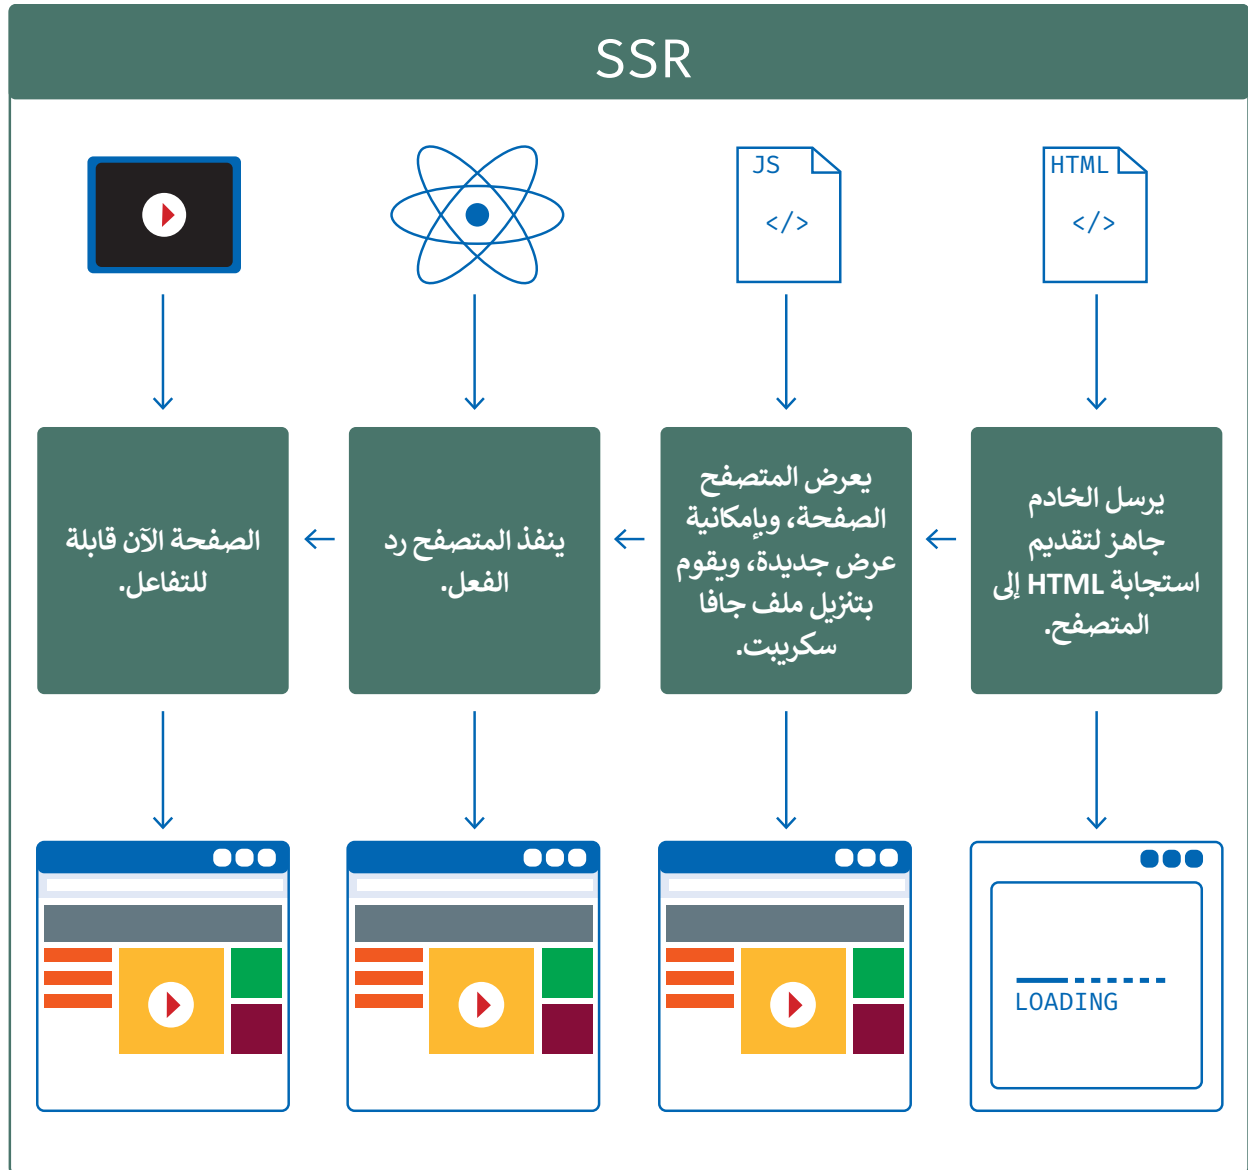 SSR
HTML
</>
JS
</>
يرسل الخادم
جاهز لتقديم
استجابة HTML إلى
المتصفح.
يعرض المتصفح
الصفحة، وبإمكانية
عرض جديدة، ويقوم
بتنزيل ملف جافا
سكريبت.
ينفذ المتصفح رد
الفعل.
الصفحة الآن قابلة
للتفاعل.
LOADING